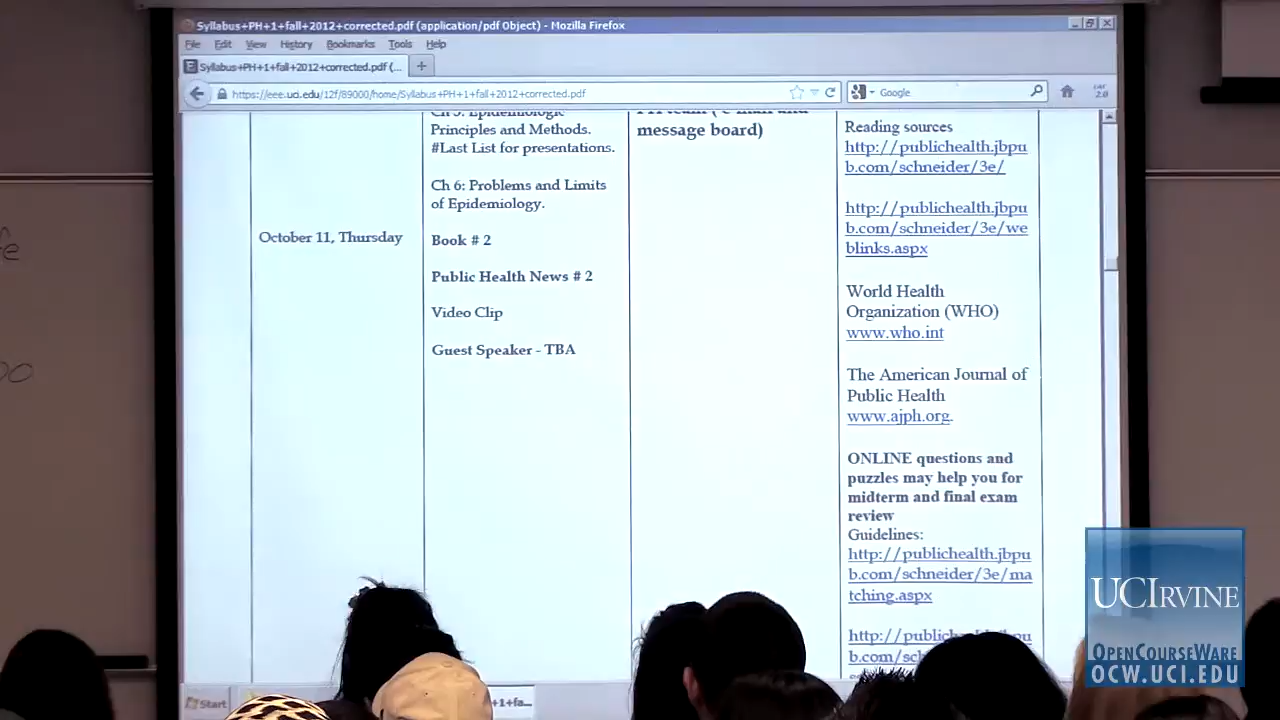 Syllabus+PH+1+fall+2012+corrected.pdf (application/pdf Object) - Mozilla Firefox
File Edit View History Bookmarks Tools Help
Syllabus+PH+1+fall+2012+corrected.pdf (...
https://eee.uci.edu/12f/89000/home/Syllabus+PH+1+fall+2012+corrected.pdf
Google
October 11, Thursday
Ch 5: Epidemiologic
Principles and Methods.
#Last List for presentations.
Ch 6: Problems and Limits
of Epidemiology.
Book # 2
Public Health News # 2
Video Clip
Guest Speaker - TBA
message board)
Reading sources
http://publichealth.jbpu
b.com/schneider/3e/
http://publichealth.jbpu
b.com/schneider/3e/we
blinks.aspx
World Health
Organization (WHO)
www.who.int
The American Journal of
Public Health
www.ajph.org.
ONLINE questions and
puzzles may help you for
midterm and final exam
review
Guidelines:
http://publichealth.jbpu
b.com/schneider/3e/ma
tching.aspx
Start
+1+fa...
UCIRVINE
OPENCOURSEWARE
OCW.UCI.EDU